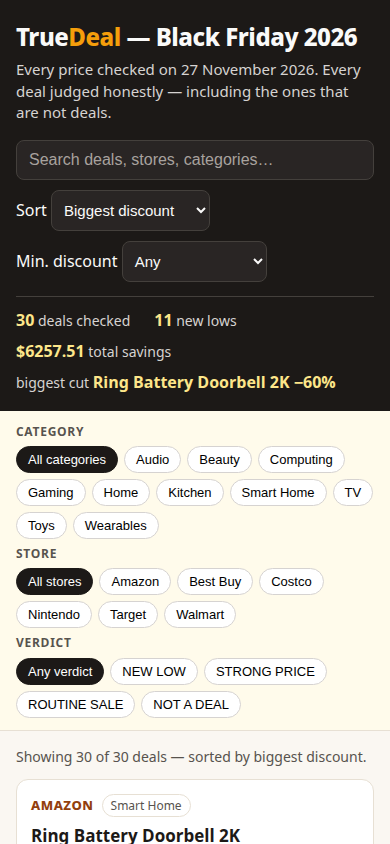 TrueDeal — Black Friday 2026
Every price checked on 27 November 2026. Every
deal judged honestly — including the ones that
are not deals.
Search deals, stores, categories…
Sort Biggest discount
Min. discount Any
30 deals checked 11 new lows
$6257.51 total savings
biggest cut Ring Battery Doorbell 2K −60%
CATEGORY
All categories Audio Beauty Computing
Gaming Home Kitchen Smart Home TV
Toys Wearables
STORE
All stores Amazon Best Buy Costco
Nintendo Target Walmart
VERDICT
Any verdict NEW LOW STRONG PRICE
ROUTINE SALE NOT A DEAL
Showing 30 of 30 deals — sorted by biggest discount.
AMAZON Smart Home
Ring Battery Doorbell 2K